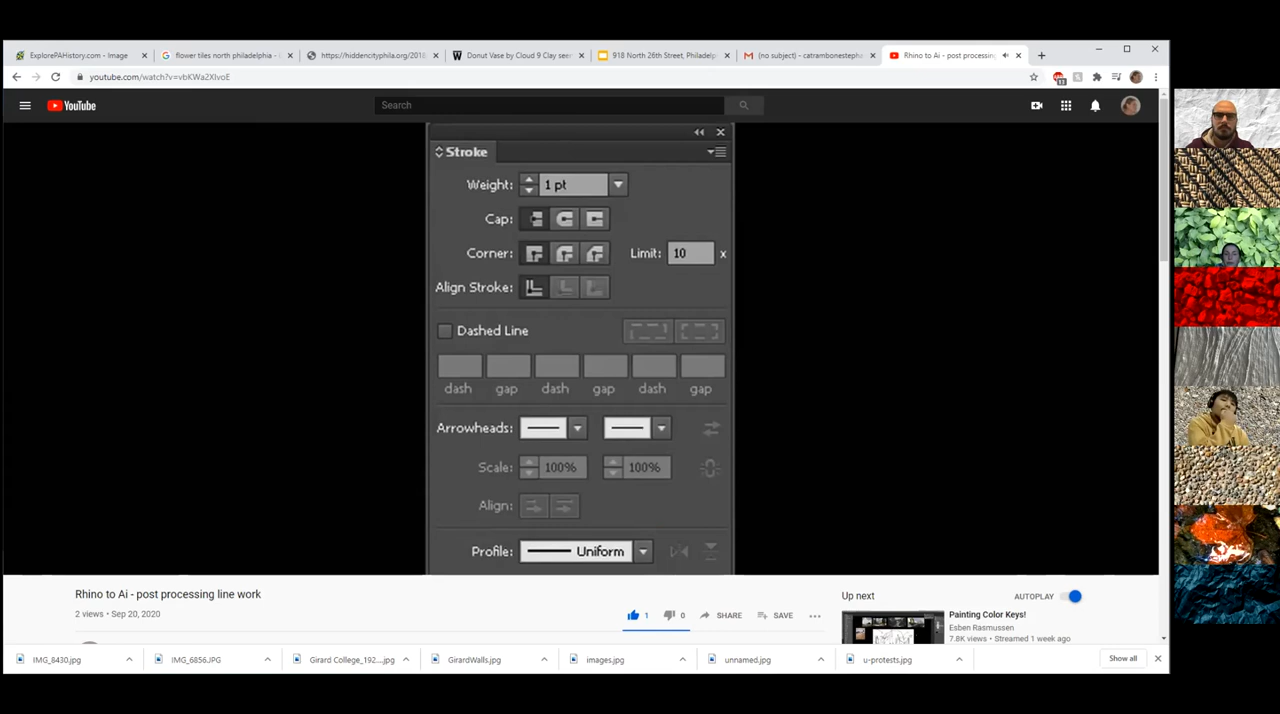 ExplorePAHistory.com - Image
flower tiles north philadelphia -
https://hiddencityphila.org/2018
Donut Vase by Cloud 9 Clay seen
918 North 26th Street, Philadelp
(no subject) - catrambonesteph
Rhino to Ai - post processing
youtube.com/watch?v=vbKWa2XIvoE
YouTube
Search
Stroke
Weight: 1 pt
Cap:
Corner: Limit: 10 x
Align Stroke:
Dashed Line
dash gap dash gap dash gap
Arrowheads:
Scale: 100% 100%
Align:
Profile: Uniform
Rhino to Ai - post processing line work
2 views • Sep 20, 2020
1 0 SHARE SAVE
Up next AUTOPLAY
Painting Color Keys!
Esben Rasmussen
7.8K views • Streamed 1 week ago
IMG_8430.jpg IMG_6856.JPG Girard College_192....jpg GirardWalls.jpg images.jpg unnamed.jpg u-protests.jpg Show all